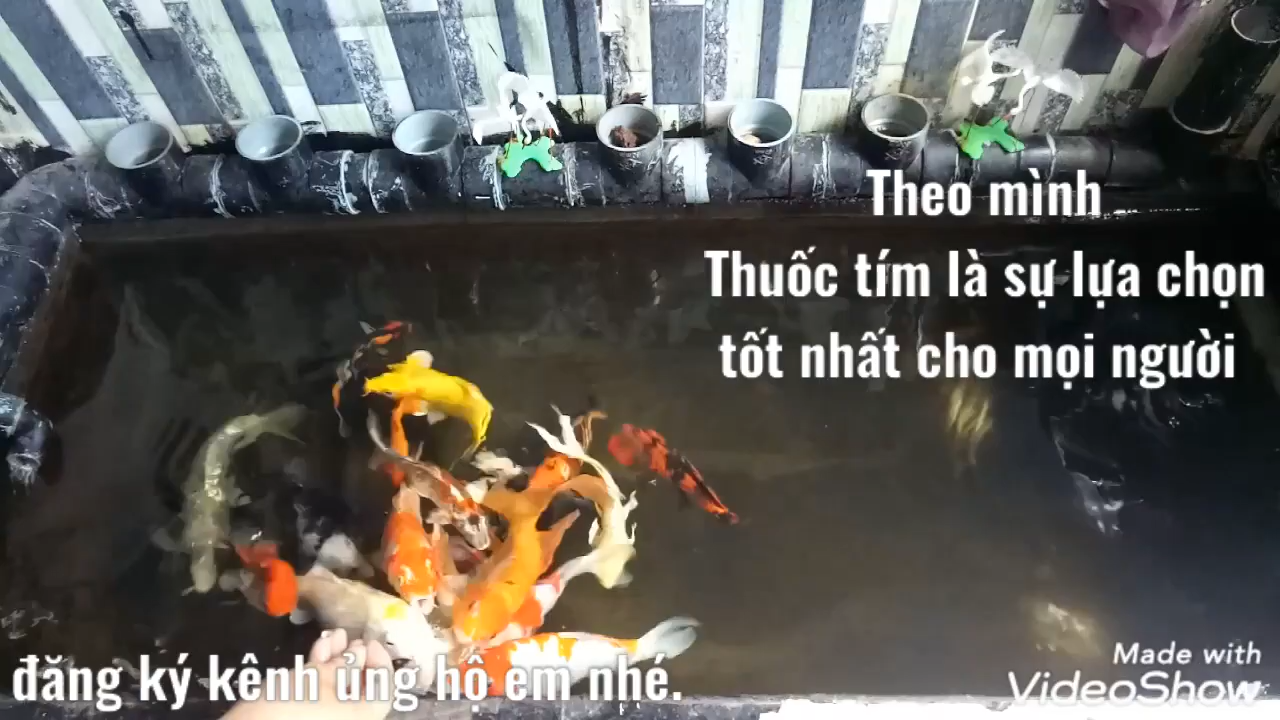 Theo mình
Thuốc tím là sự lựa chọn
tốt nhất cho mọi người
đăng ký kênh ủng hộ em nhé.
Made with
VideoShow